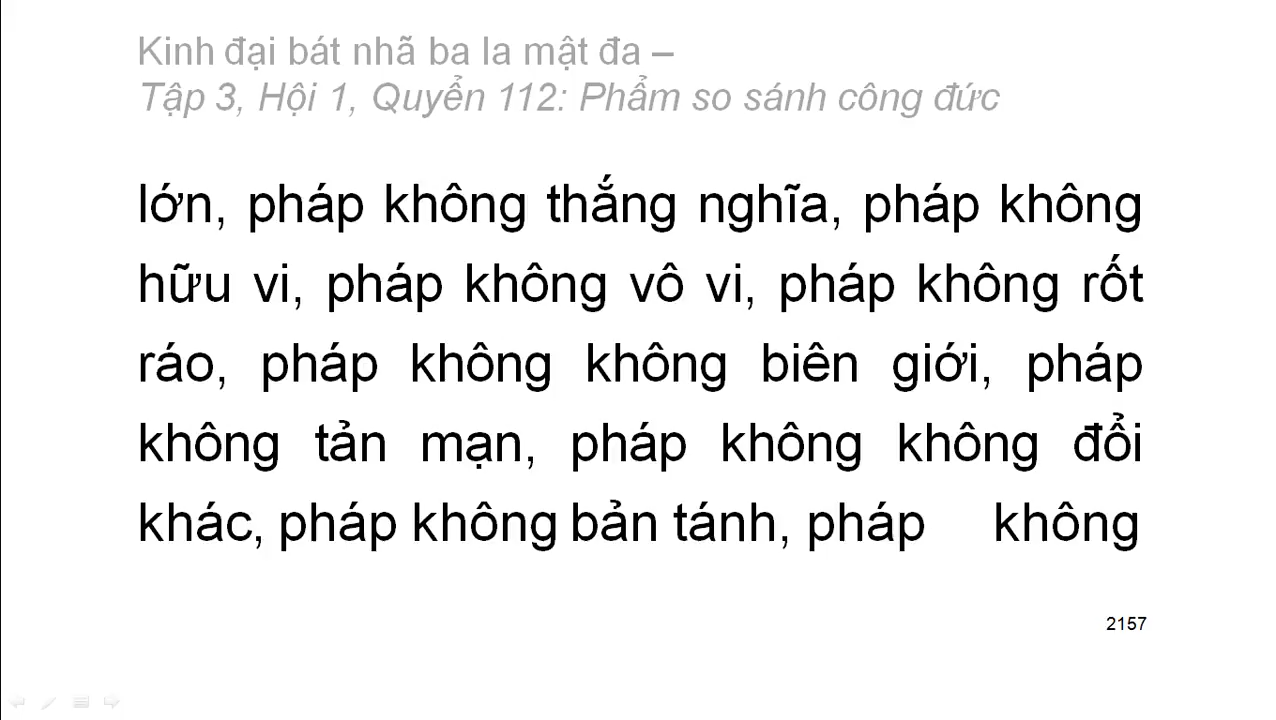 Kinh đại bát nhã ba la mật đa –
Tập 3, Hội 1, Quyển 112: Phẩm so sánh công đức
lớn, pháp không thắng nghĩa, pháp không
hữu vi, pháp không vô vi, pháp không rốt
ráo, pháp không không biên giới, pháp
không tản mạn, pháp không không đổi
khác, pháp không bản tánh, pháp không
2157